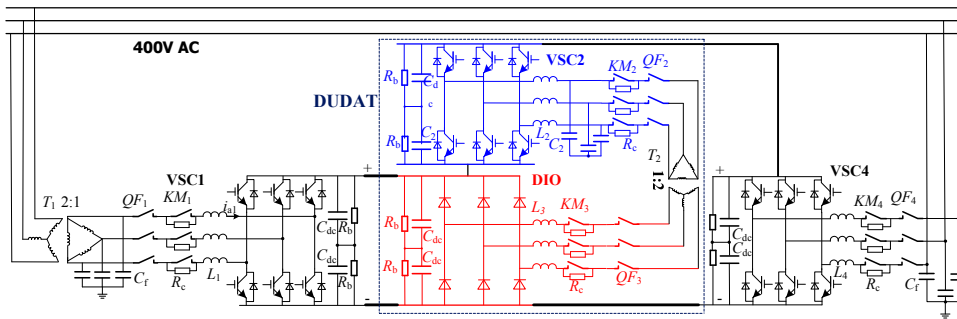 400V AC
VSC2
KM2
QF2
Rb
Cd
c
DUDAT
Rb
C2
L2
C2
Rc
T2
1:2
VSC1
T1 2:1
QF1
KM1
ia1
L1
Cf
Rc
+
-
Cdc
Rb
Cdc
Rb
DIO
Rb
Cdc
Rb
Cdc
L3
KM3
Rc
QF3
VSC4
+
-
Cdc
Cdc
KM4
QF4
L4
Rc
Cf